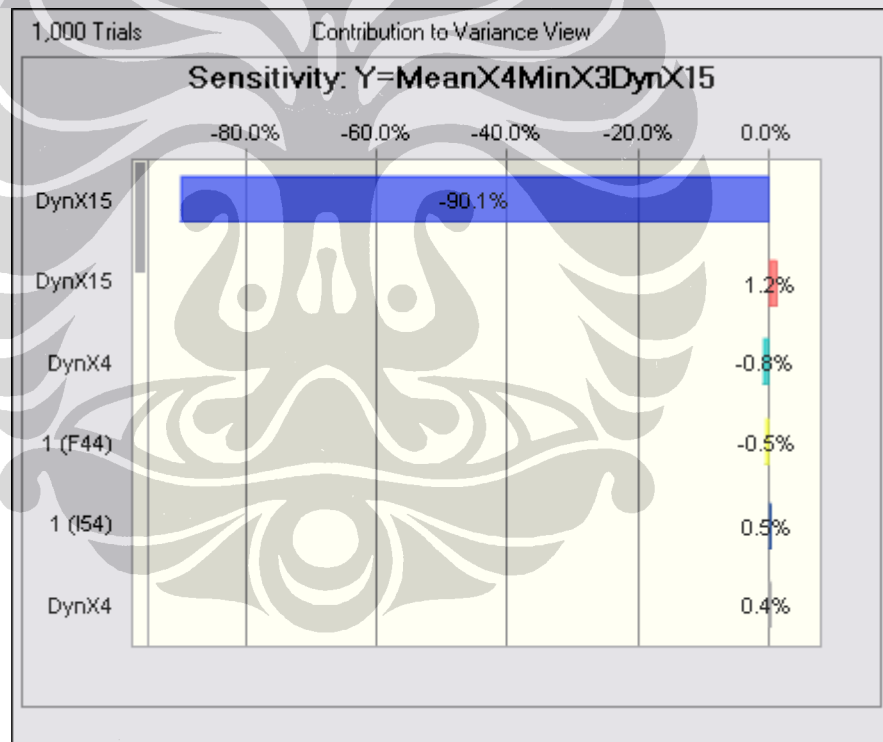 1,000 Trials Contribution to Variance View
Sensitivity: Y=MeanX4MinX3DynX15
-80.0% -60.0% -40.0% -20.0% 0.0%
DynX15 -90.1%
DynX15 1.2%
DynX4 -0.8%
1 (F44) -0.5%
1 (I54) 0.5%
DynX4 0.4%